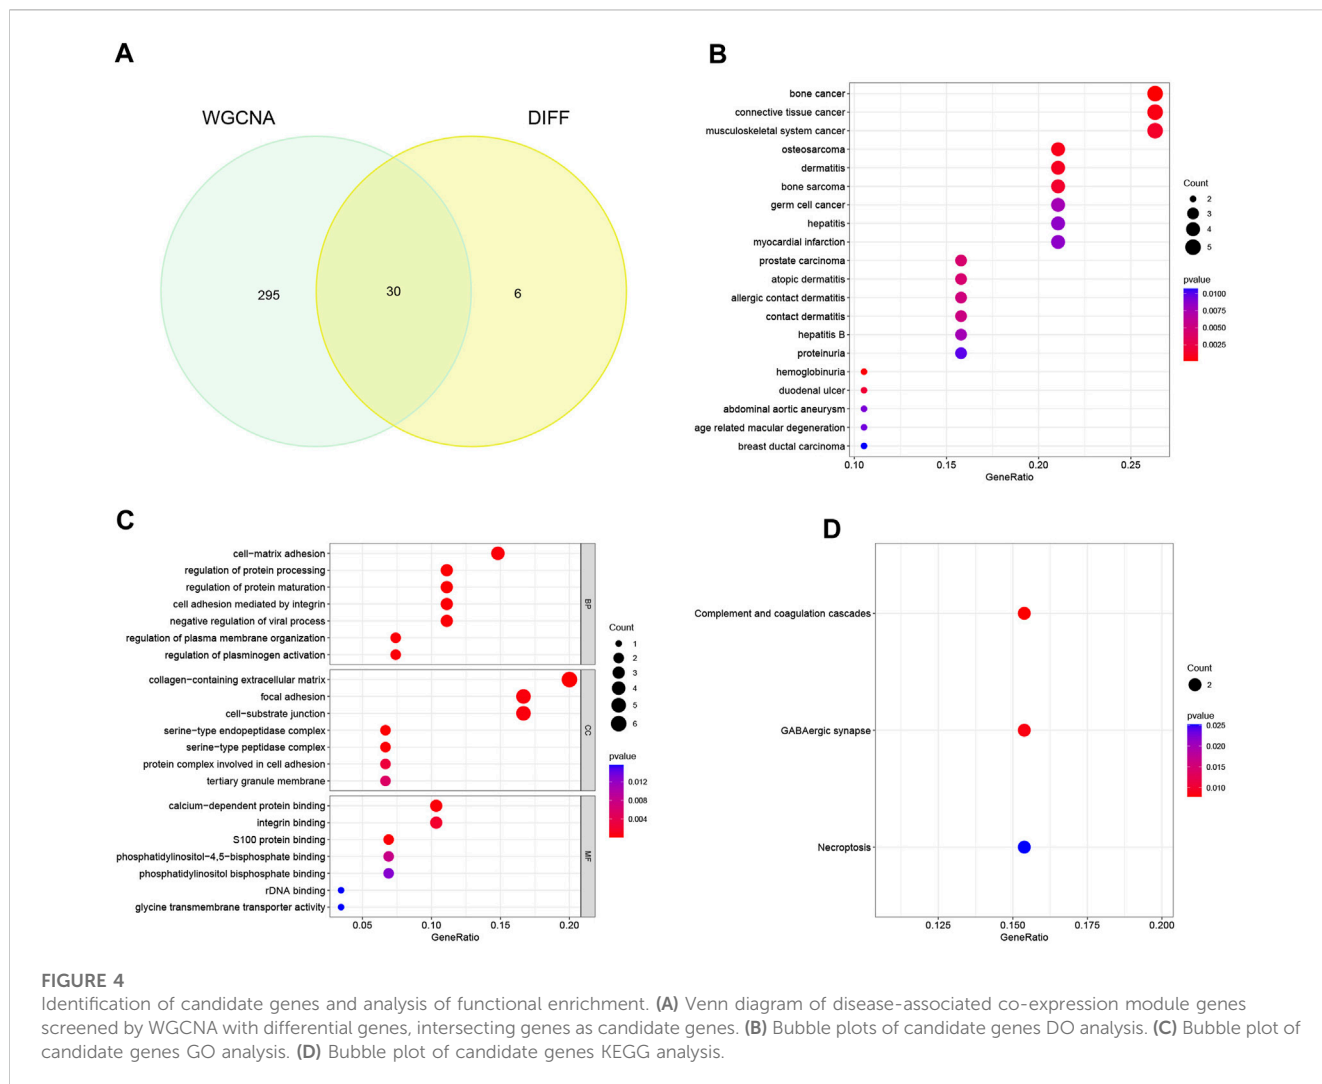 A
WGCNA
DIFF
295
30
6
B
bone cancer
connective tissue cancer
musculoskeletal system cancer
osteosarcoma
dermatitis
bone sarcoma
germ cell cancer
hepatitis
myocardial infarction
prostate carcinoma
atopic dermatitis
allergic contact dermatitis
contact dermatitis
hepatitis B
proteinuria
hemoglobinuria
duodenal ulcer
abdominal aortic aneurysm
age related macular degeneration
breast ductal carcinoma
0.10 0.15 0.20 0.25
GeneRatio
Count
2
3
4
5
pvalue
0.0100
0.0075
0.0050
0.0025
C
cell−matrix adhesion
regulation of protein processing
regulation of protein maturation
cell adhesion mediated by integrin
negative regulation of viral process
regulation of plasma membrane organization
regulation of plasminogen activation
BP
collagen−containing extracellular matrix
focal adhesion
cell−substrate junction
serine−type endopeptidase complex
serine−type peptidase complex
protein complex involved in cell adhesion
tertiary granule membrane
CC
calcium−dependent protein binding
integrin binding
S100 protein binding
phosphatidylinositol−4,5−bisphosphate binding
phosphatidylinositol bisphosphate binding
rDNA binding
glycine transmembrane transporter activity
MF
0.05 0.10 0.15 0.20
GeneRatio
Count
1
2
3
4
5
6
pvalue
0.012
0.008
0.004
D
Complement and coagulation cascades
GABAergic synapse
Necroptosis
0.125 0.150 0.175 0.200
GeneRatio
Count
2
pvalue
0.025
0.020
0.015
0.010
FIGURE 4
Identification of candidate genes and analysis of functional enrichment. (A) Venn diagram of disease-associated co-expression module genes
screened by WGCNA with differential genes, intersecting genes as candidate genes. (B) Bubble plots of candidate genes DO analysis. (C) Bubble plot of
candidate genes GO analysis. (D) Bubble plot of candidate genes KEGG analysis.